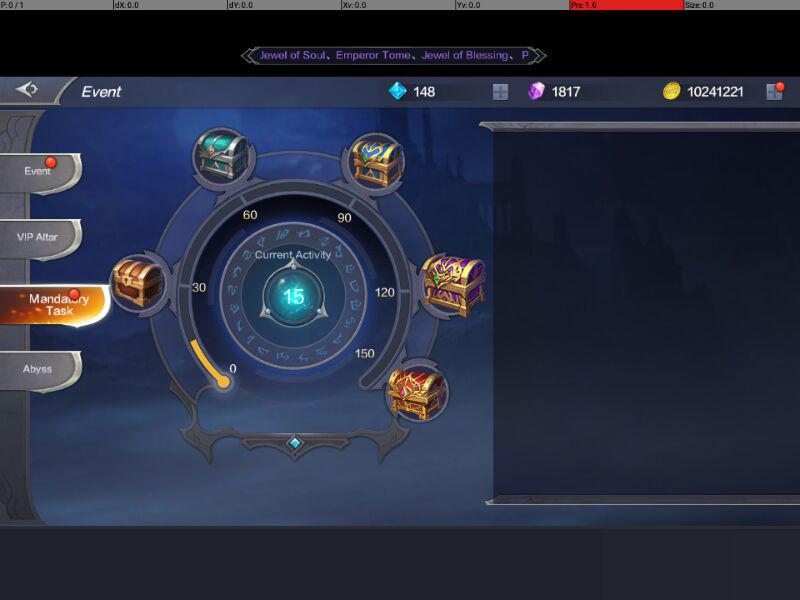 P: 0 / 1 dX: 0.0 dY: 0.0 Xv: 0.0 Yv: 0.0 Prs: 1.0 Size: 0.0
Jewel of Soul、Emperor Tome、Jewel of Blessing、 P
Event 148 1817 10241221
Event
VIP Altar
Mandatory
Task
Abyss
60 90
Current Activity
30 15 120
150
0